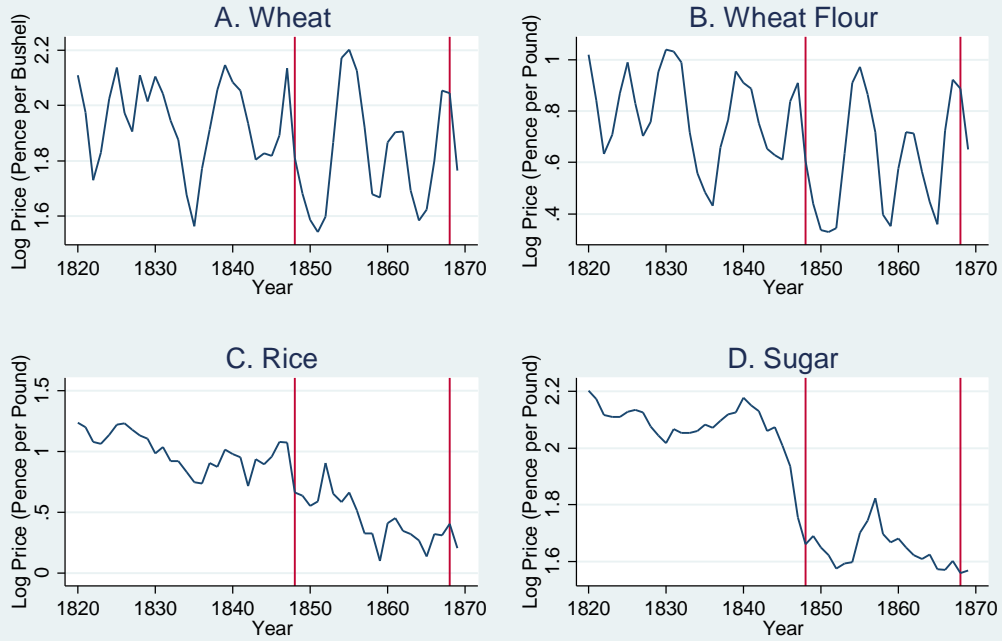 A. Wheat
Log Price (Pence per Bushel)
2.2
2
1.8
1.6
1820 1830 1840 1850 1860 1870
Year
B. Wheat Flour
Log Price (Pence per Pound)
1
.8
.6
.4
1820 1830 1840 1850 1860 1870
Year
C. Rice
Log Price (Pence per Pound)
1.5
1
.5
0
1820 1830 1840 1850 1860 1870
Year
D. Sugar
Log Price (Pence per Pound)
2.2
2
1.8
1.6
1820 1830 1840 1850 1860 1870
Year